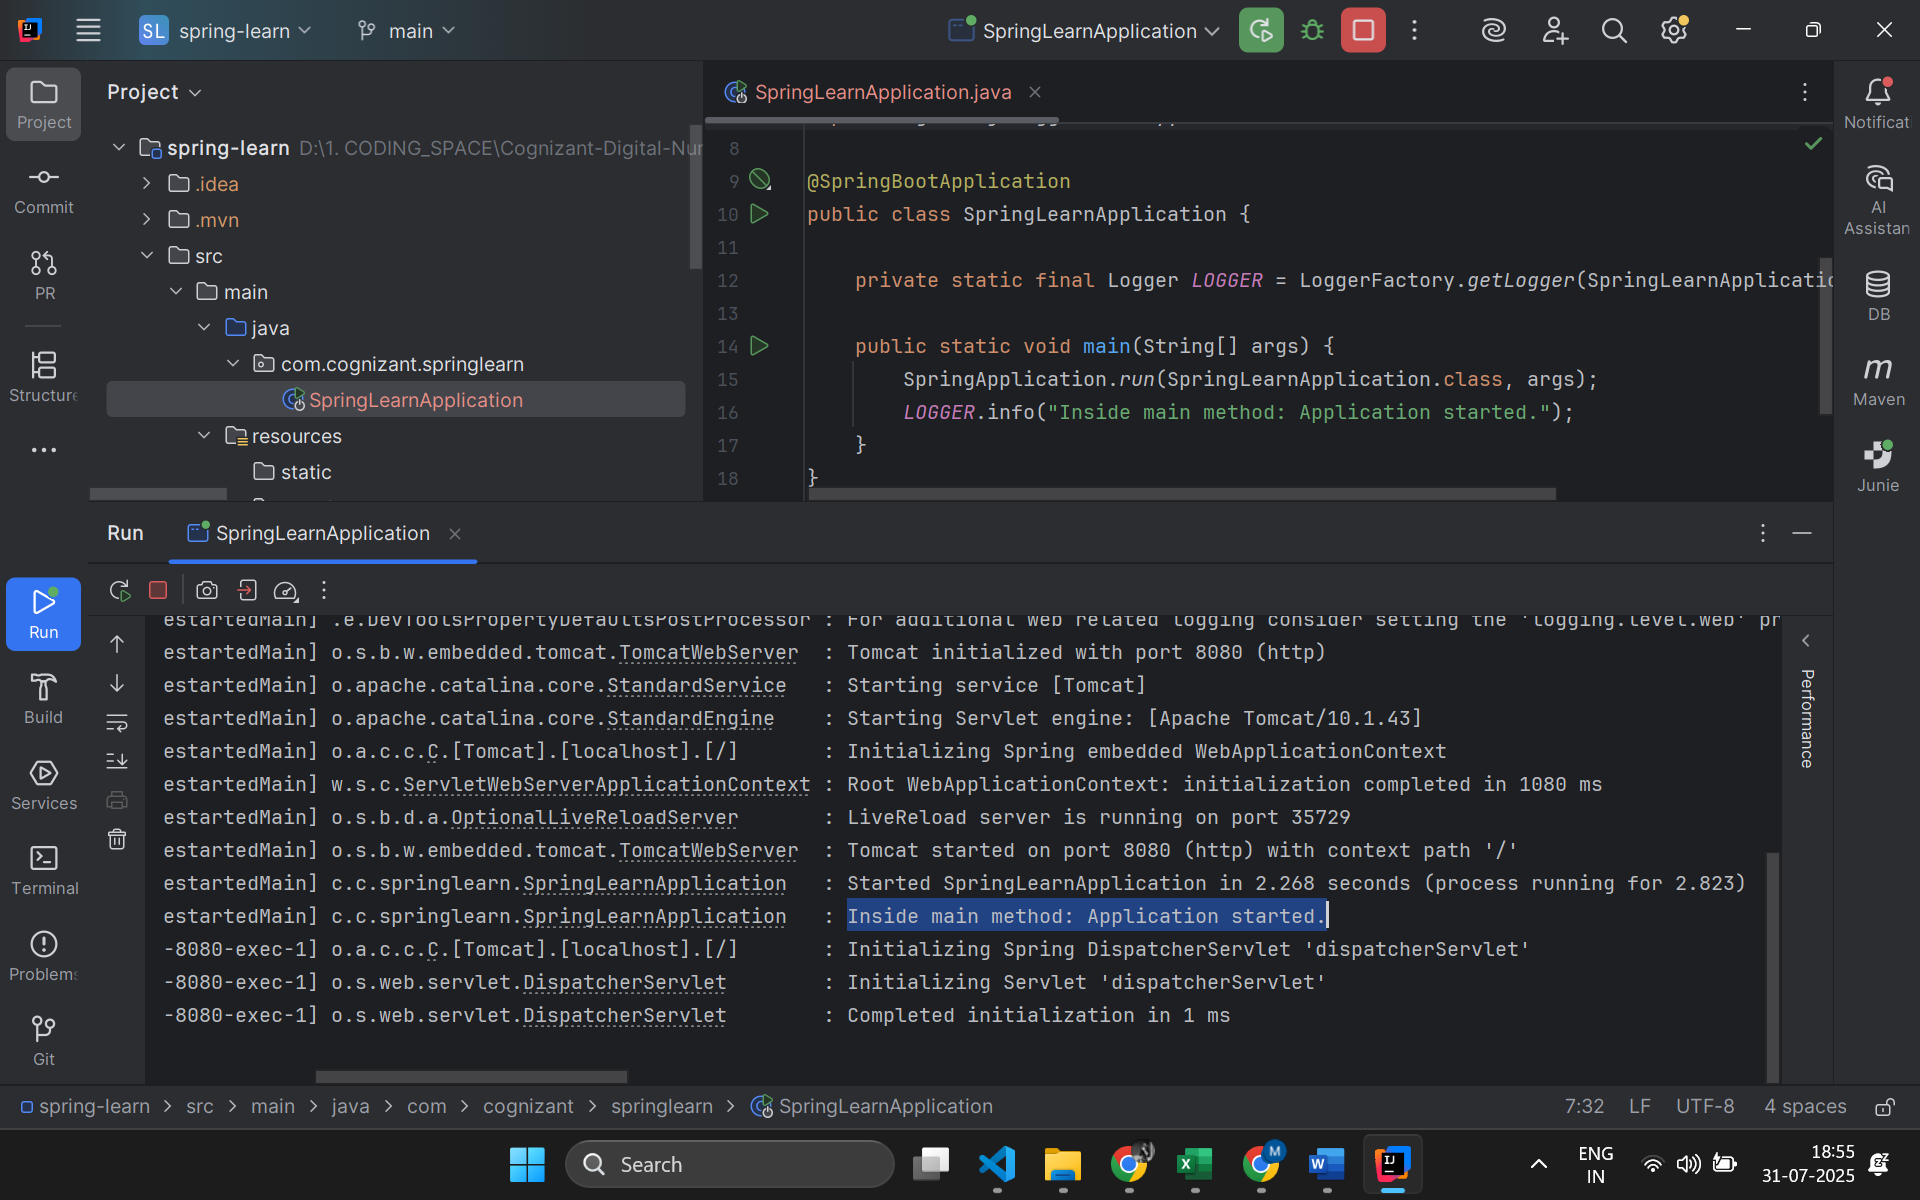 SL spring-learn main SpringLearnApplication
Project
SpringLearnApplication.java
Project
Commit
PR
Structure
spring-learn D:\1. CODING_SPACE\Cognizant-Digital-Nur
.idea
.mvn
src
main
java
com.cognizant.springlearn
SpringLearnApplication
resources
static
8
9 @SpringBootApplication
10 public class SpringLearnApplication {
11
12 private static final Logger LOGGER = LoggerFactory.getLogger(SpringLearnApplicatio
13
14 public static void main(String[] args) {
15 SpringApplication.run(SpringLearnApplication.class, args);
16 LOGGER.info("Inside main method: Application started.");
17 }
18 }
Notificati
AI
Assistan
DB
m
Maven
Junie
Run SpringLearnApplication
Run
Build
Services
Terminal
Problems
Git
estartedMain] .e.DevToolsPropertyDefaultsPostProcessor : For additional web related logging consider setting the 'logging.level.web' pr
estartedMain] o.s.b.w.embedded.tomcat.TomcatWebServer : Tomcat initialized with port 8080 (http)
estartedMain] o.apache.catalina.core.StandardService : Starting service [Tomcat]
estartedMain] o.apache.catalina.core.StandardEngine : Starting Servlet engine: [Apache Tomcat/10.1.43]
estartedMain] o.a.c.c.C.[Tomcat].[localhost].[/] : Initializing Spring embedded WebApplicationContext
estartedMain] w.s.c.ServletWebServerApplicationContext : Root WebApplicationContext: initialization completed in 1080 ms
estartedMain] o.s.b.d.a.OptionalLiveReloadServer : LiveReload server is running on port 35729
estartedMain] o.s.b.w.embedded.tomcat.TomcatWebServer : Tomcat started on port 8080 (http) with context path '/'
estartedMain] c.c.springlearn.SpringLearnApplication : Started SpringLearnApplication in 2.268 seconds (process running for 2.823)
estartedMain] c.c.springlearn.SpringLearnApplication : Inside main method: Application started.
-8080-exec-1] o.a.c.c.C.[Tomcat].[localhost].[/] : Initializing Spring DispatcherServlet 'dispatcherServlet'
-8080-exec-1] o.s.web.servlet.DispatcherServlet : Initializing Servlet 'dispatcherServlet'
-8080-exec-1] o.s.web.servlet.DispatcherServlet : Completed initialization in 1 ms
Performance
spring-learn > src > main > java > com > cognizant > springlearn > SpringLearnApplication 7:32 LF UTF-8 4 spaces
Search
ENG
IN
18:55
31-07-2025